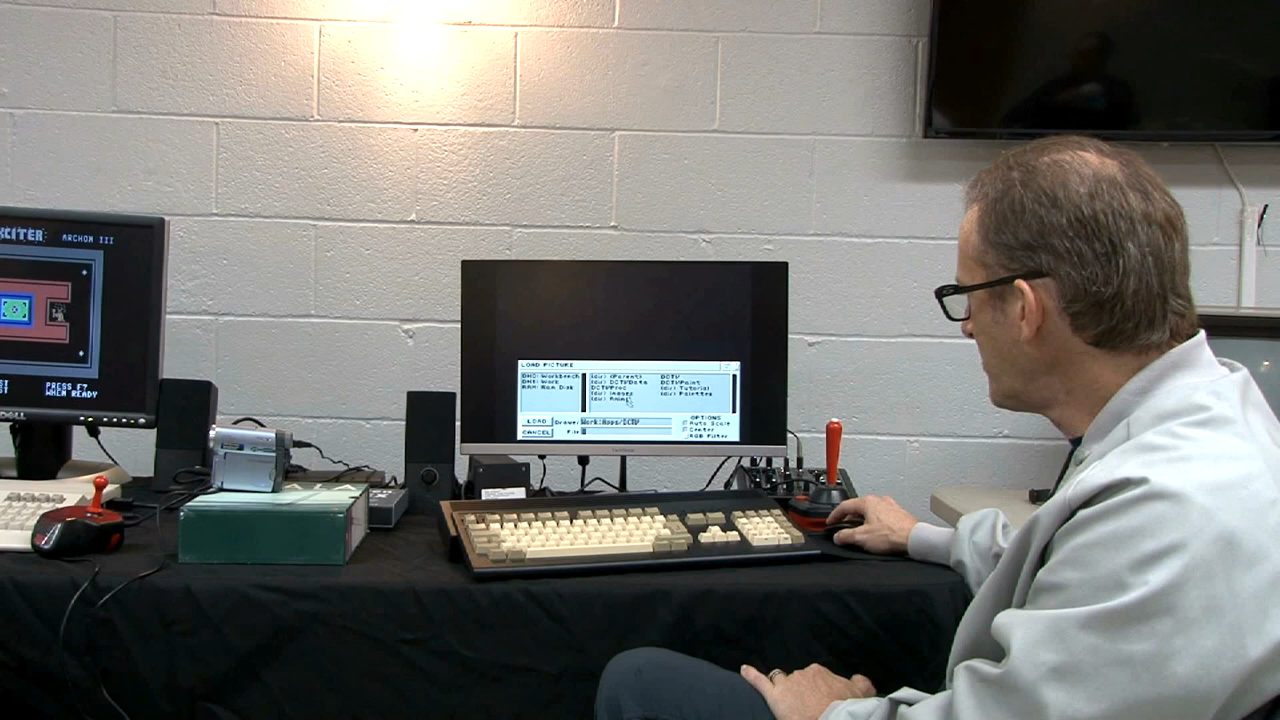 XCITER ARCHON III
PRESS F7
WHEN READY
DELL
LOAD PICTURE
DH0: Workbench
DH1: Work
RAM: Ram Disk
(dir) (Parent)
(dir) DCTVData
DCTVProc
(dir) Images
(dir) Anims
DCTV
DCTVPaint
(dir) Tutorial
(dir) Palettes
LOAD
CANCEL
Drawer Work:Apps/DCTV
File
OPTIONS
Auto Scale
Center
RGB Filter